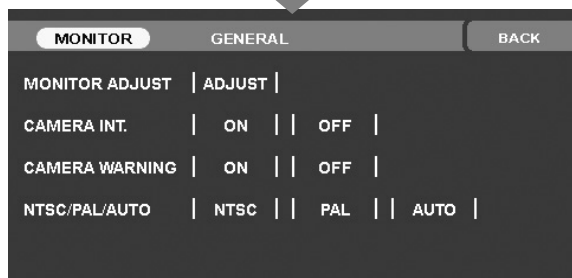 MONITOR GENERAL BACK
MONITOR ADJUST | ADJUST |
CAMERA INT. | ON | | OFF |
CAMERA WARNING | ON | | OFF |
NTSC/PAL/AUTO | NTSC | | PAL | | AUTO |